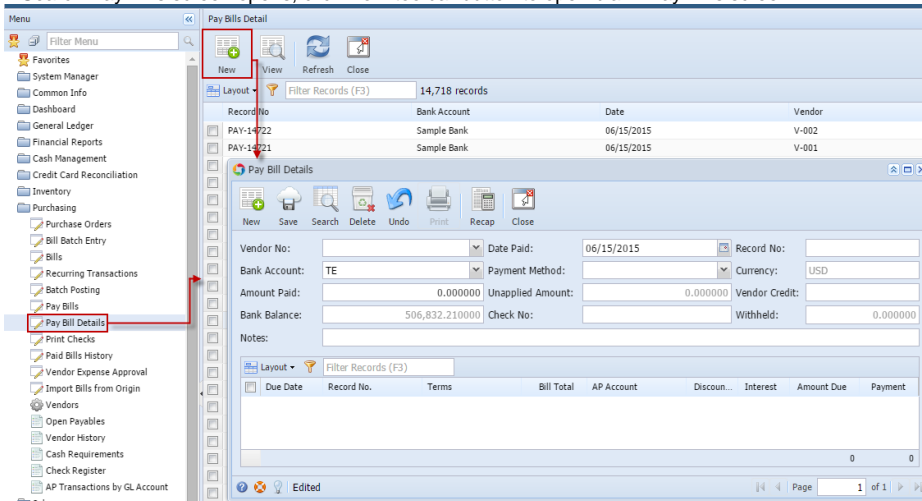 Menu
Filter Menu
Favorites
System Manager
Common Info
Dashboard
General Ledger
Financial Reports
Cash Management
Credit Card Reconciliation
Inventory
Purchasing
Purchase Orders
Bill Batch Entry
Bills
Recurring Transactions
Batch Posting
Pay Bills
Pay Bill Details
Print Checks
Paid Bills History
Vendor Expense Approval
Import Bills from Origin
Vendors
Open Payables
Vendor History
Cash Requirements
Check Register
AP Transactions by GL Account
Pay Bills Detail
New View Refresh Close
Layout Filter Records (F3) 14,718 records
Record No Bank Account Date Vendor
PAY-14722 Sample Bank 06/15/2015 V-002
PAY-14721 Sample Bank 06/15/2015 V-001
Pay Bill Details
New Save Search Delete Undo Print Recap Close
Vendor No: Date Paid: 06/15/2015 Record No:
Bank Account: TE Payment Method: Currency: USD
Amount Paid: 0.000000 Unapplied Amount: 0.000000 Vendor Credit:
Bank Balance: 506,832.210000 Check No: Withheld: 0.000000
Notes:
Layout Filter Records (F3)
Due Date Record No. Terms Bill Total AP Account Discoun... Interest Amount Due Payment
0 0
Edited Page 1 of 1